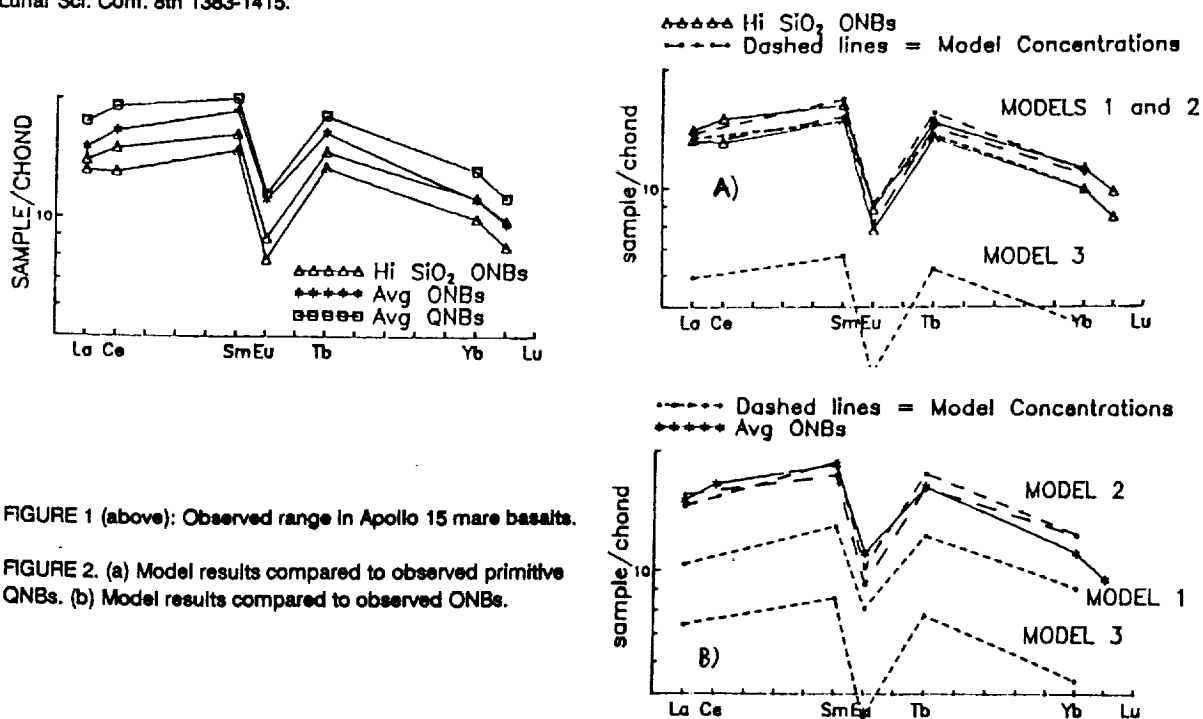 Lunar Sci. Conf. 8th 1383-1415.
SAMPLE/CHOND
10
Hi SiO₂ ONBs
Avg ONBs
Avg QNBs
La Ce Sm Eu Tb Yb Lu
FIGURE 1 (above): Observed range in Apollo 15 mare basalts.
FIGURE 2. (a) Model results compared to observed primitive
QNBs. (b) Model results compared to observed ONBs.
Hi SiO₂ ONBs
Dashed lines = Model Concentrations
MODELS 1 and 2
A)
sample/chond
10
MODEL 3
La Ce Sm Eu Tb Yb Lu
Dashed lines = Model Concentrations
Avg ONBs
MODEL 2
sample/chond
10
MODEL 1
MODEL 3
B)
La Ce Sm Eu Tb Yb Lu